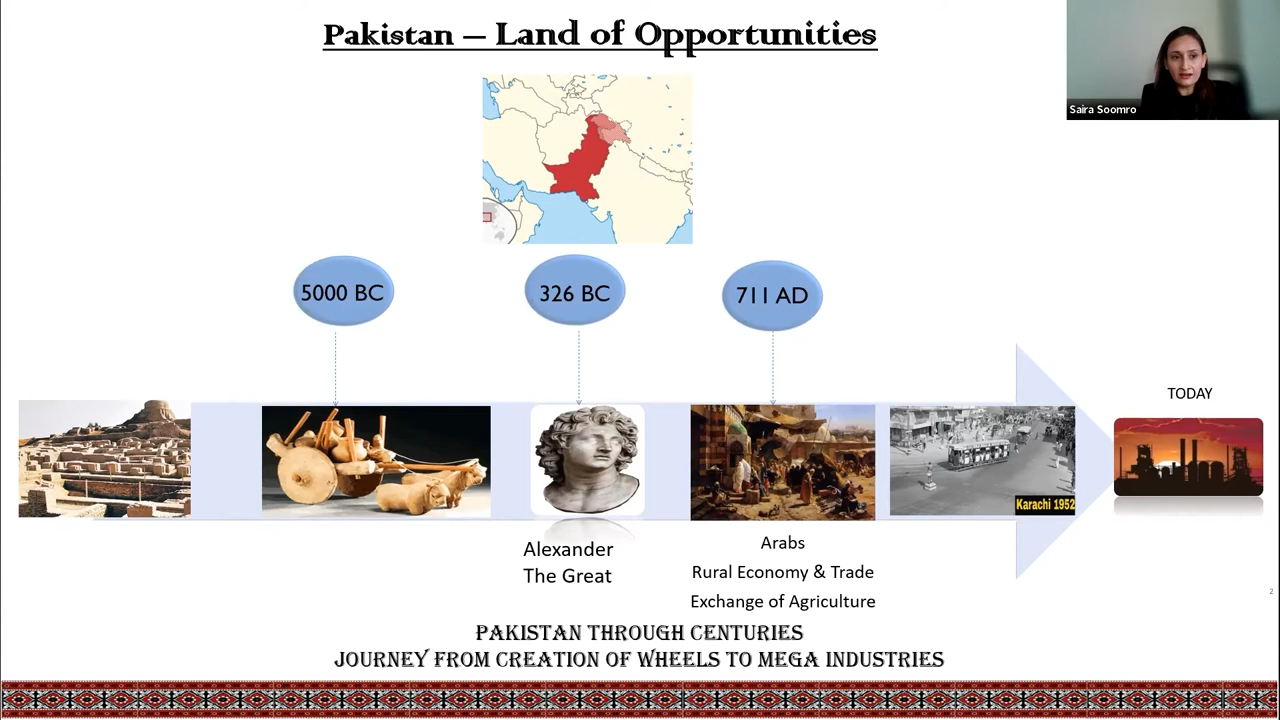 Pakistan – Land of Opportunities
Saira Soomro
5000 BC
326 BC
711 AD
TODAY
Karachi 1952
Alexander
The Great
Arabs
Rural Economy & Trade
Exchange of Agriculture
2
PAKISTAN THROUGH CENTURIES
JOURNEY FROM CREATION OF WHEELS TO MEGA INDUSTRIES